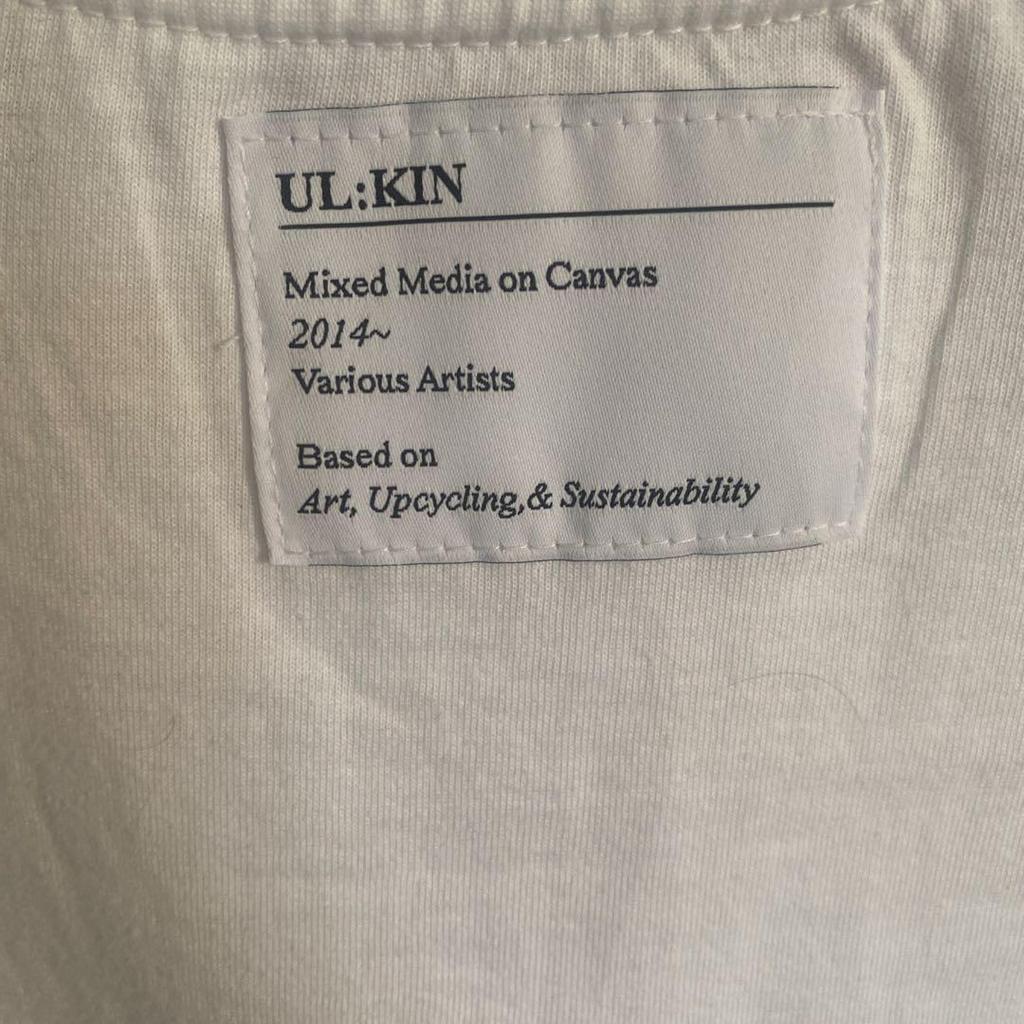 UL:KIN
Mixed Media on Canvas
2014~
Various Artists
Based on
Art, Upcycling,& Sustainability